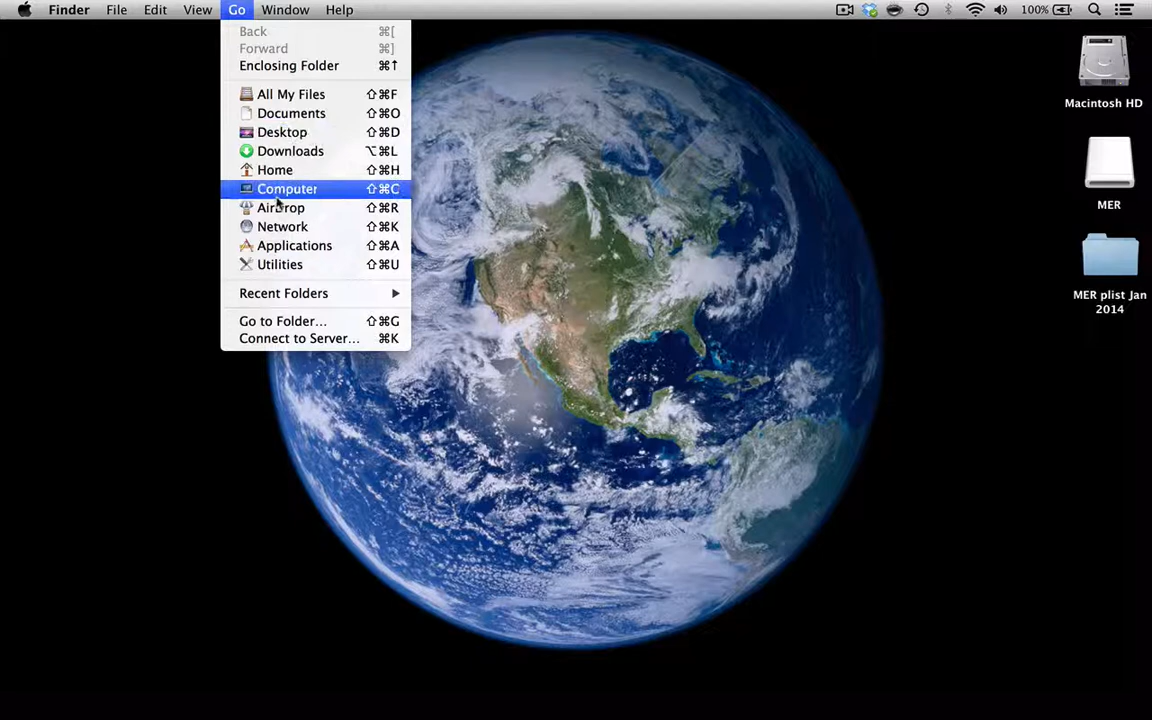 Finder File Edit View Go Window Help 100%
Back ⌘[
Forward ⌘]
Enclosing Folder ⌘↑
All My Files ⇧⌘F
Documents ⇧⌘O
Desktop ⇧⌘D
Downloads ⌥⌘L
Home ⇧⌘H
Computer ⇧⌘C
AirDrop ⇧⌘R
Network ⇧⌘K
Applications ⇧⌘A
Utilities ⇧⌘U
Recent Folders
Go to Folder... ⇧⌘G
Connect to Server... ⌘K
Macintosh HD
MER
MER plist Jan
2014